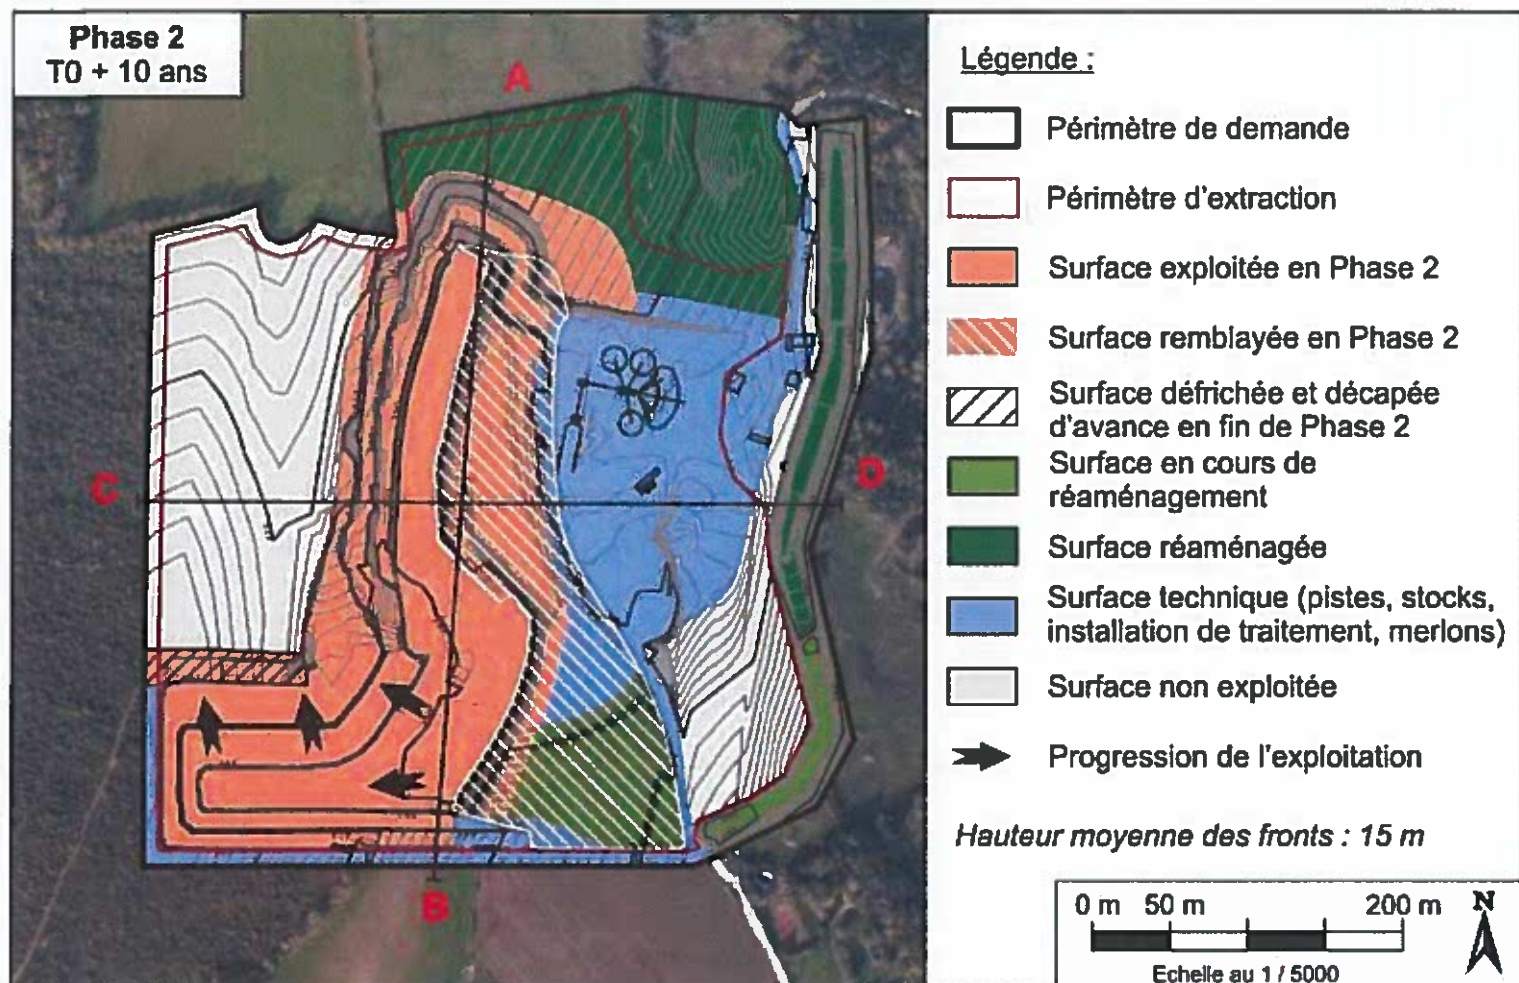 Phase 2
T0 + 10 ans
A
C
D
B
Légende :
Périmètre de demande
Périmètre d'extraction
Surface exploitée en Phase 2
Surface remblayée en Phase 2
Surface défrichée et décapée
d'avance en fin de Phase 2
Surface en cours de
réaménagement
Surface réaménagée
Surface technique (pistes, stocks,
installation de traitement, merlons)
Surface non exploitée
Progression de l'exploitation
Hauteur moyenne des fronts : 15 m
0 m 50 m 200 m
N
Echelle au 1 / 5000